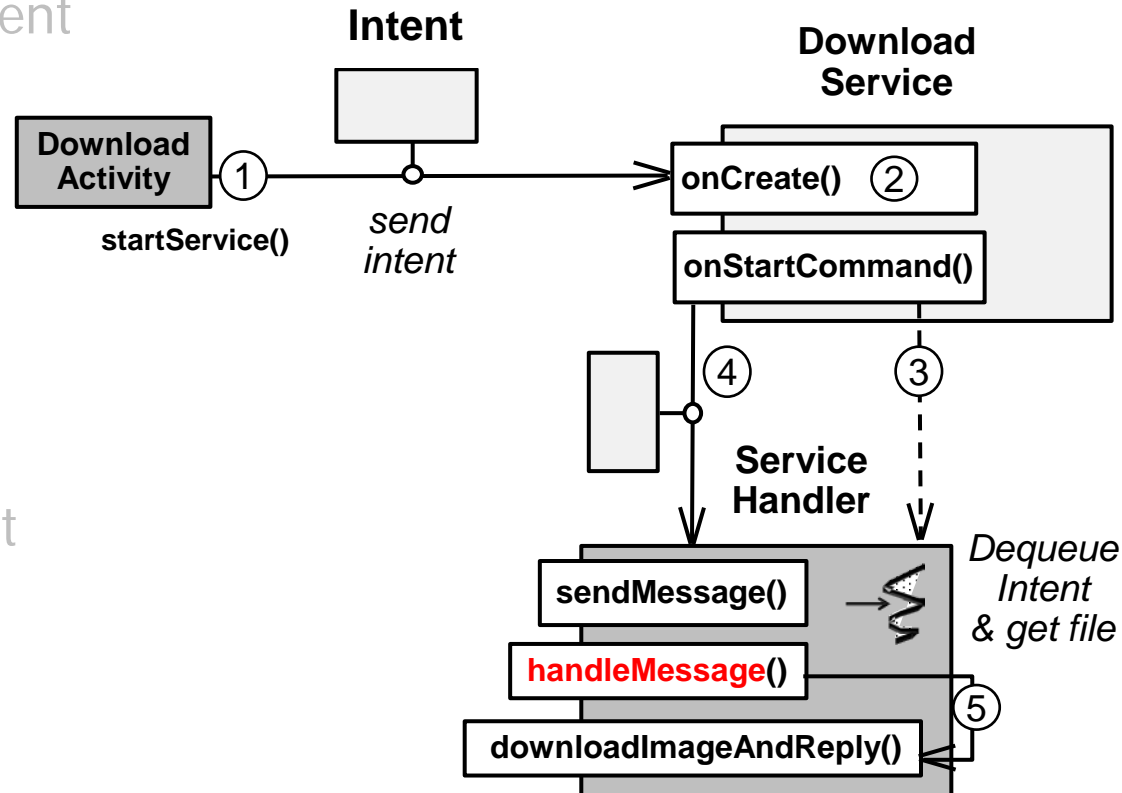 ent
Intent
Download
Service
Download
Activity
1
onCreate()
2
startService()
send
intent
onStartCommand()
4
3
Service
Handler
t
Dequeue
Intent
& get file
sendMessage()
handleMessage()
5
downloadImageAndReply()